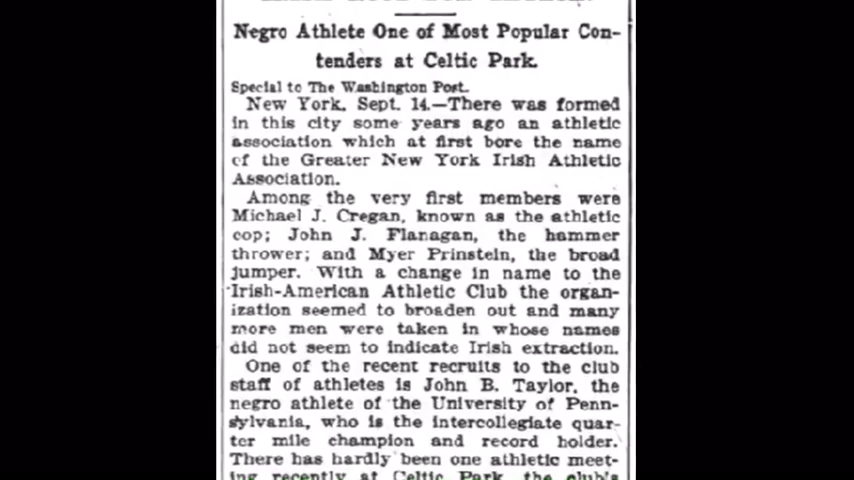 Negro Athlete One of Most Popular Con-
tenders at Celtic Park.
Special to The Washington Post.
New York, Sept. 14.—There was formed
in this city some years ago an athletic
association which at first bore the name
of the Greater New York Irish Athletic
Association.
Among the very first members were
Michael J. Cregan, known as the athletic
cop; John J. Flanagan, the hammer
thrower; and Myer Prinstein, the broad
jumper. With a change in name to the
Irish-American Athletic Club the organ-
ization seemed to broaden out and many
more men were taken in whose names
did not seem to indicate Irish extraction.
One of the recent recruits to the club
staff of athletes is John B. Taylor, the
negro athlete of the University of Penn-
sylvania, who is the intercollegiate quar-
ter mile champion and record holder.
There has hardly been one athletic meet-
ing recently at Celtic Park, the club's